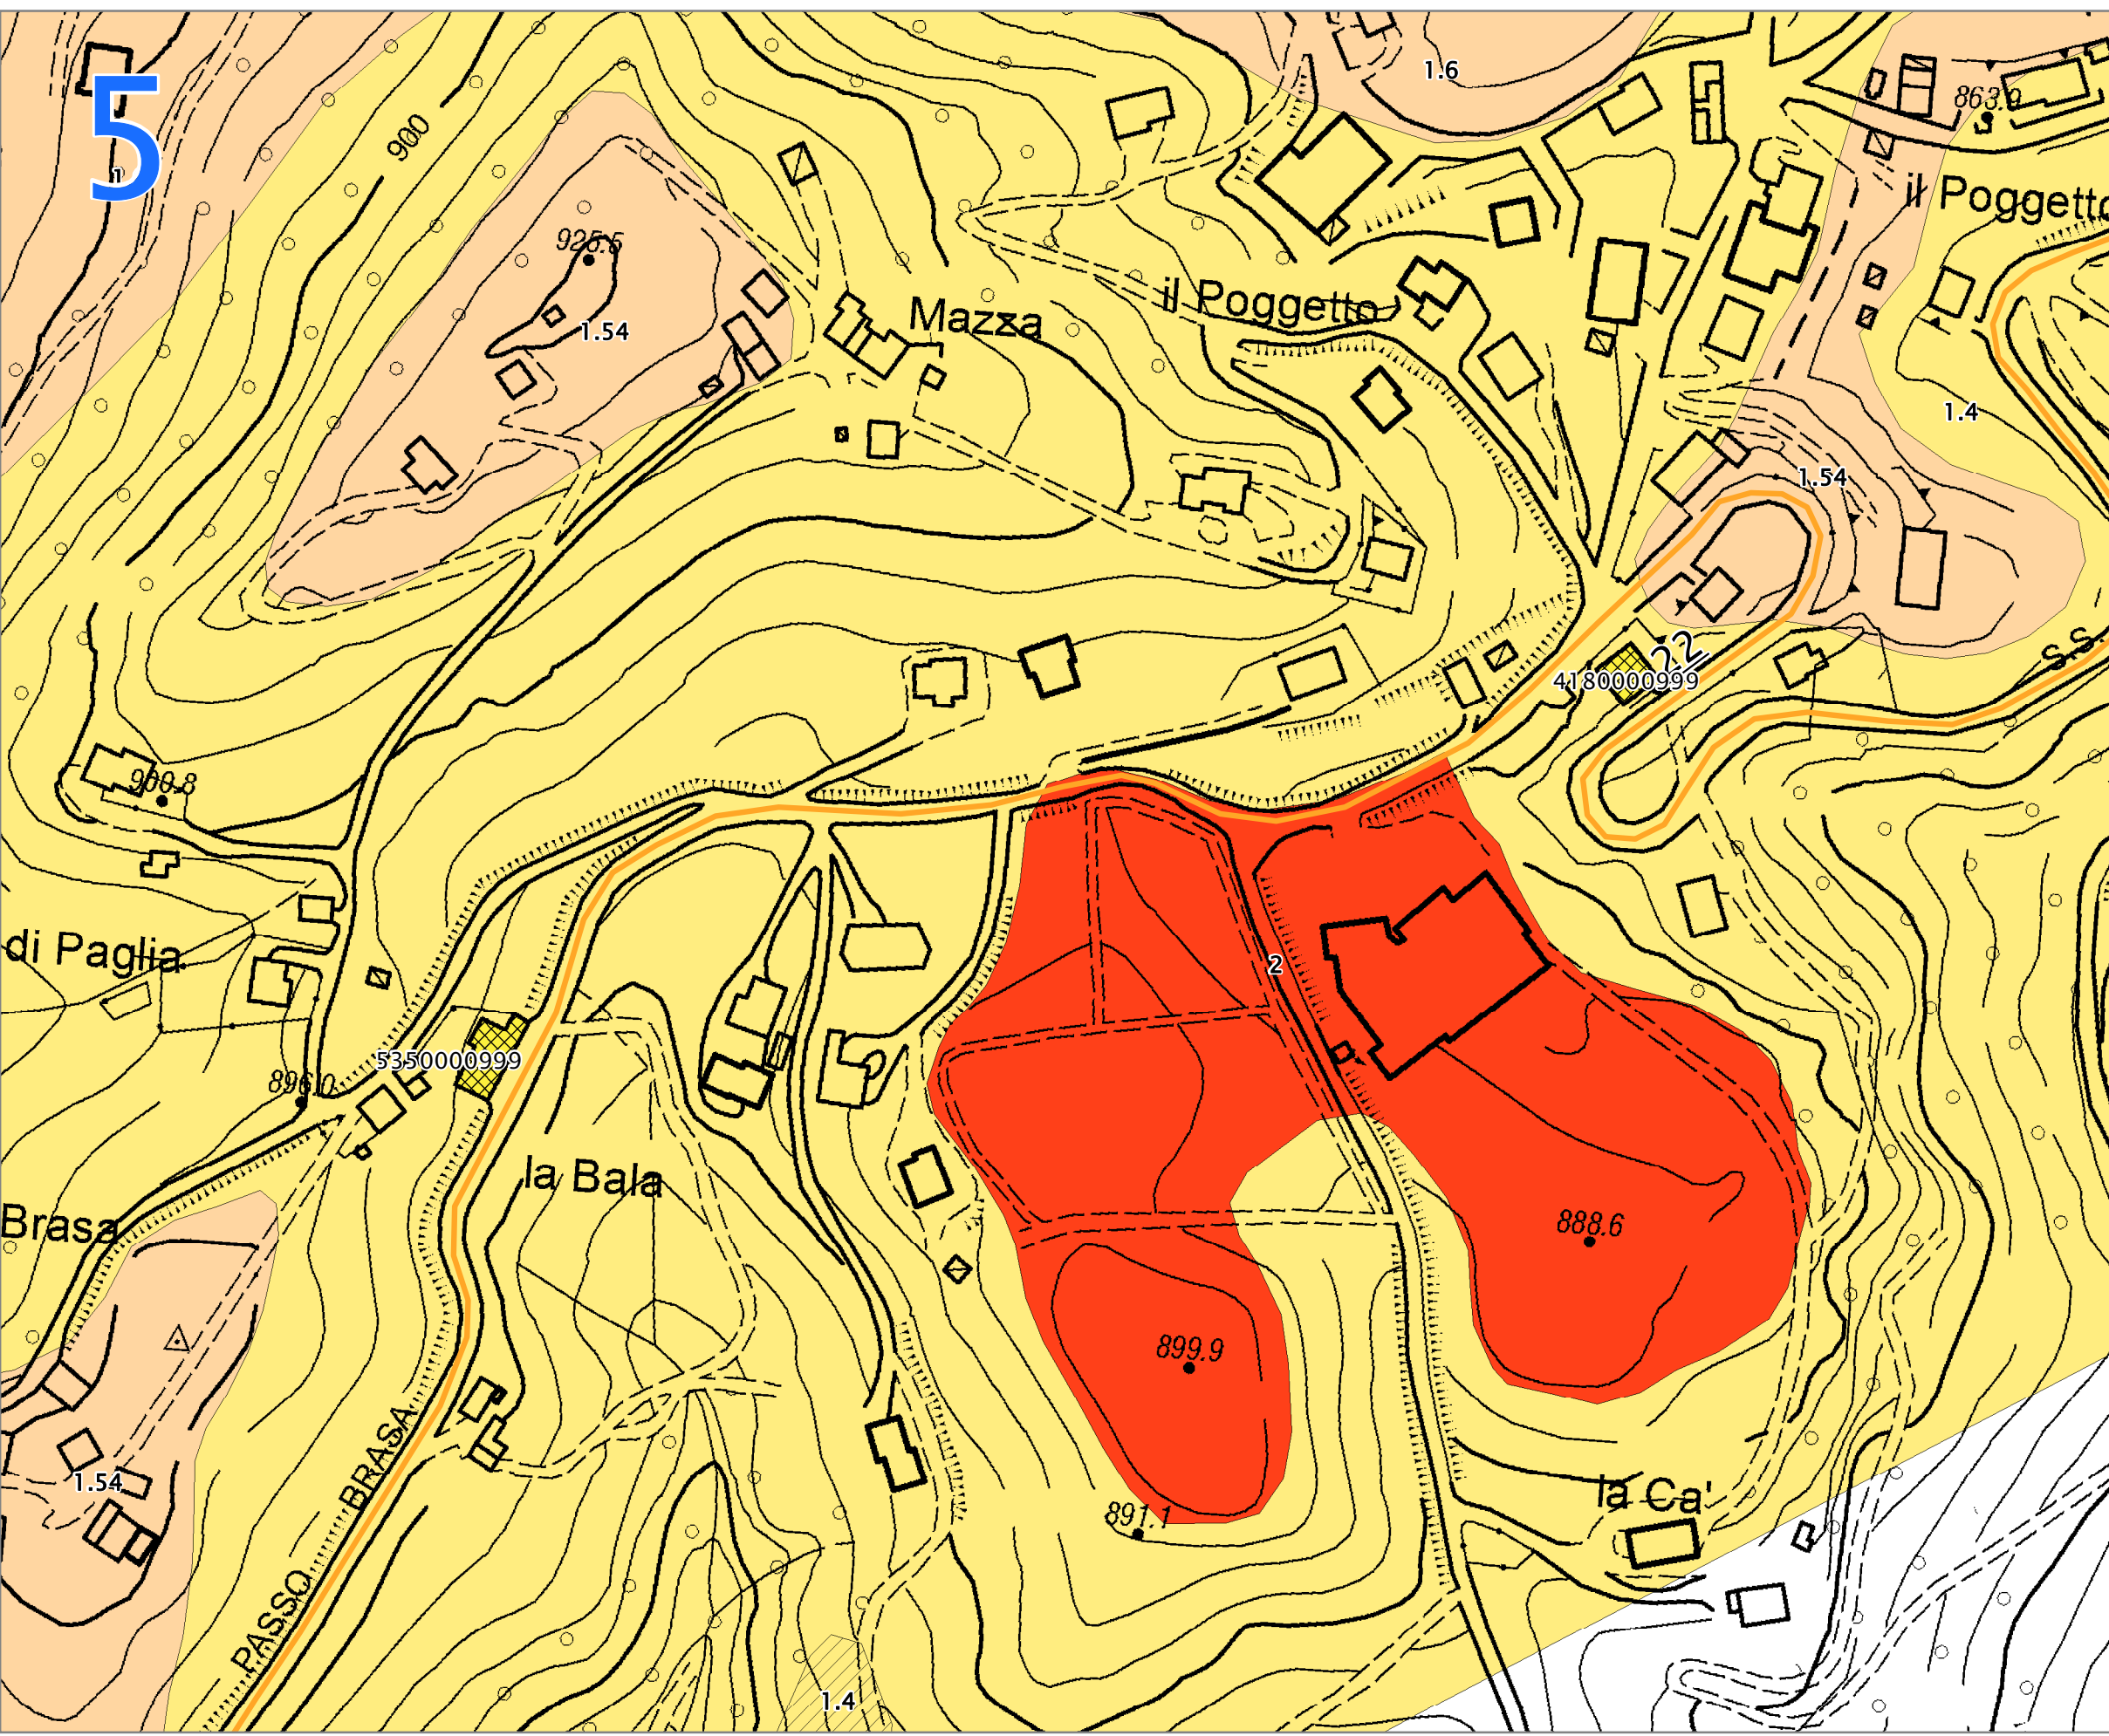 1.6
863.9
5
1
900
il Poggetto
925.5
1.54
Mazza
il Poggetto
1.4
1.54
S.S.
22
4180000999
900.8
di Paglia
2
5350000999
896.0
la Bala
Brasa
888.6
899.9
BRASA
1.54
la Ca'
891.1
PASSO
1.4